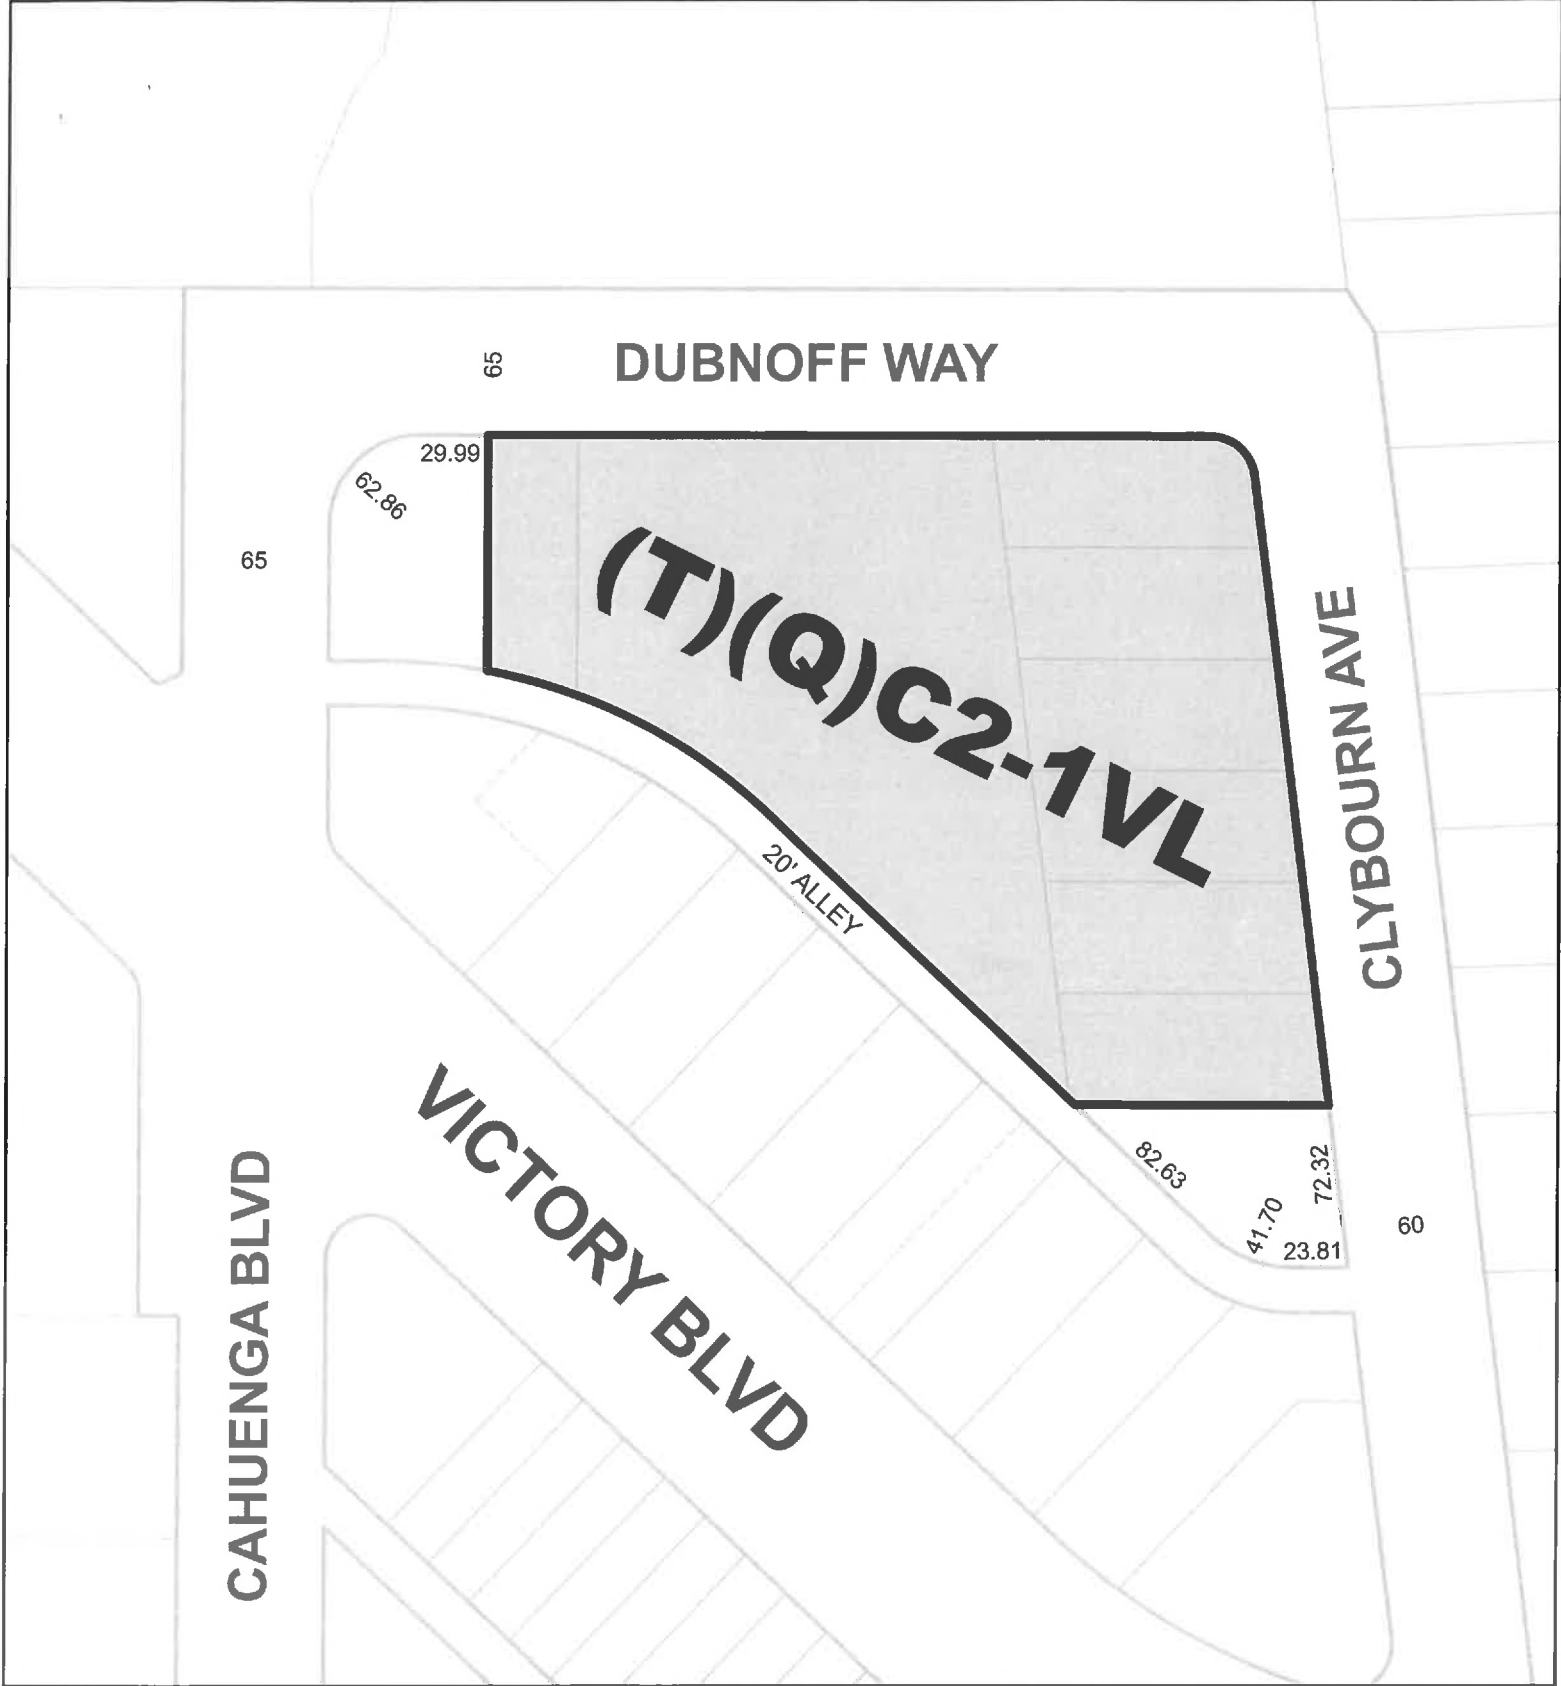 65
DUBNOFF WAY
29.99
62.86
65
(T)(Q)C2-1VL
CLYBOURN AVE
20' ALLEY
VICTORY BLVD
82.63
72.32
41.70
23.81
60
CAHUENGA BLVD